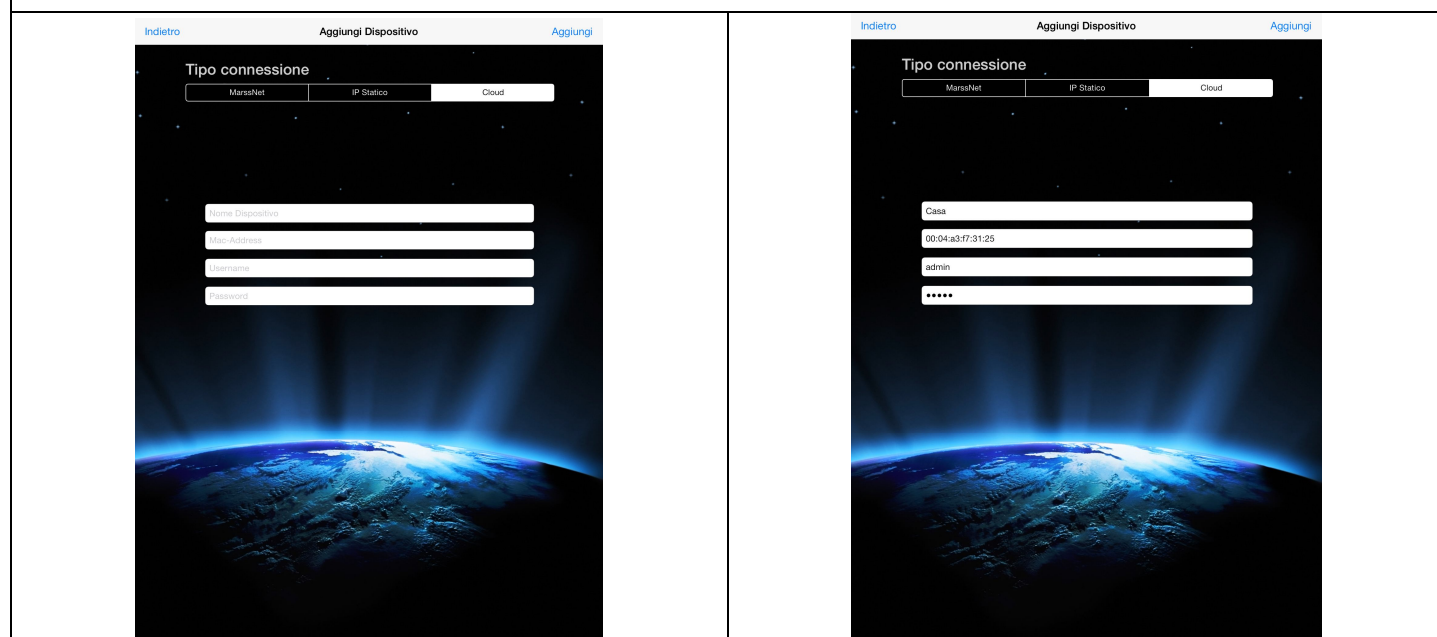 Indietro Aggiungi Dispositivo Aggiungi
Tipo connessione
MarssNet IP Statico Cloud
Nome Dispositivo
Mac-Address
Username
Password
Indietro Aggiungi Dispositivo Aggiungi
Tipo connessione
MarssNet IP Statico Cloud
Casa
00:04:a3:f7:31:25
admin
•••••